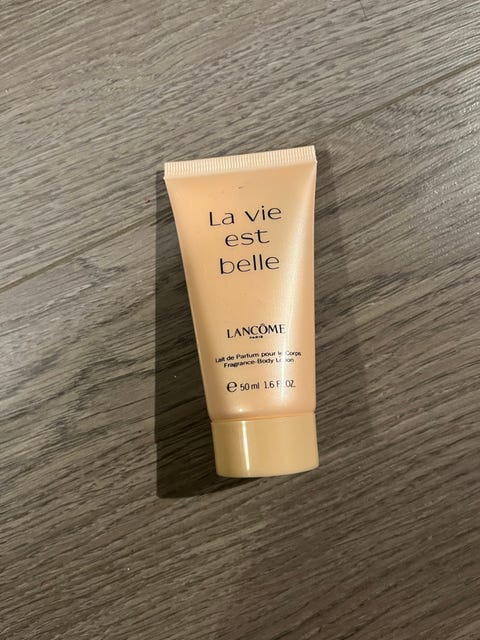 La vie
est
belle
LANCÔME
PARIS
Lait de Parfum pour le Corps
Fragrance-Body Lotion
e 50 ml 1.6 FL.OZ.